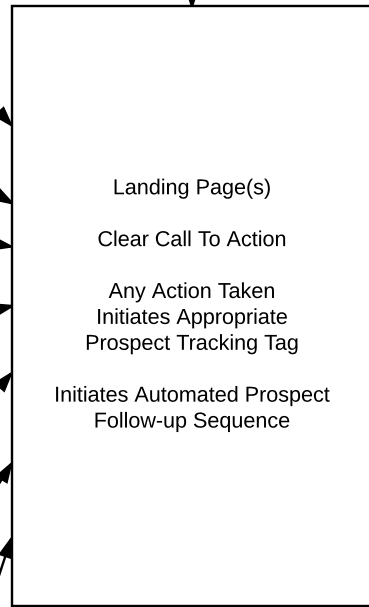 Landing Page(s)
Clear Call To Action
Any Action Taken
Initiates Appropriate
Prospect Tracking Tag
Initiates Automated Prospect
Follow-up Sequence